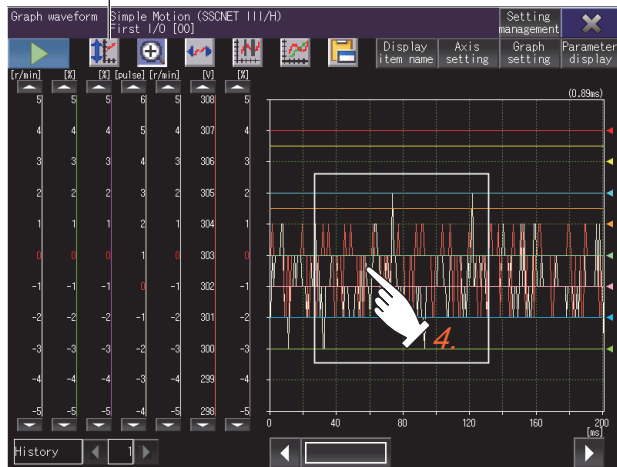 Graph waveform
Simple Motion (SSCNET III/H)
First I/O [00]
Setting
management
Display
item name
Axis
setting
Graph
setting
Parameter
display
[r/min] [%] [%] [pulse] [r/min] [V] [%]
(0.89ms)
5 5 5 6 5 308 5
4 4 4 5 4 307 4
3 3 3 4 3 306 3
2 2 2 3 2 305 2
1 1 1 2 1 304 1
0 0 0 1 0 303 0
-1 -1 -1 0 -1 302 -1
-2 -2 -2 -1 -2 301 -2
-3 -3 -3 -2 -3 300 -3
4.
-4 -4 -4 -3 -4 299 -4
-5 -5 -5 -4 -5 298 -5
0 40 80 120 160 200
[ms]
History 1